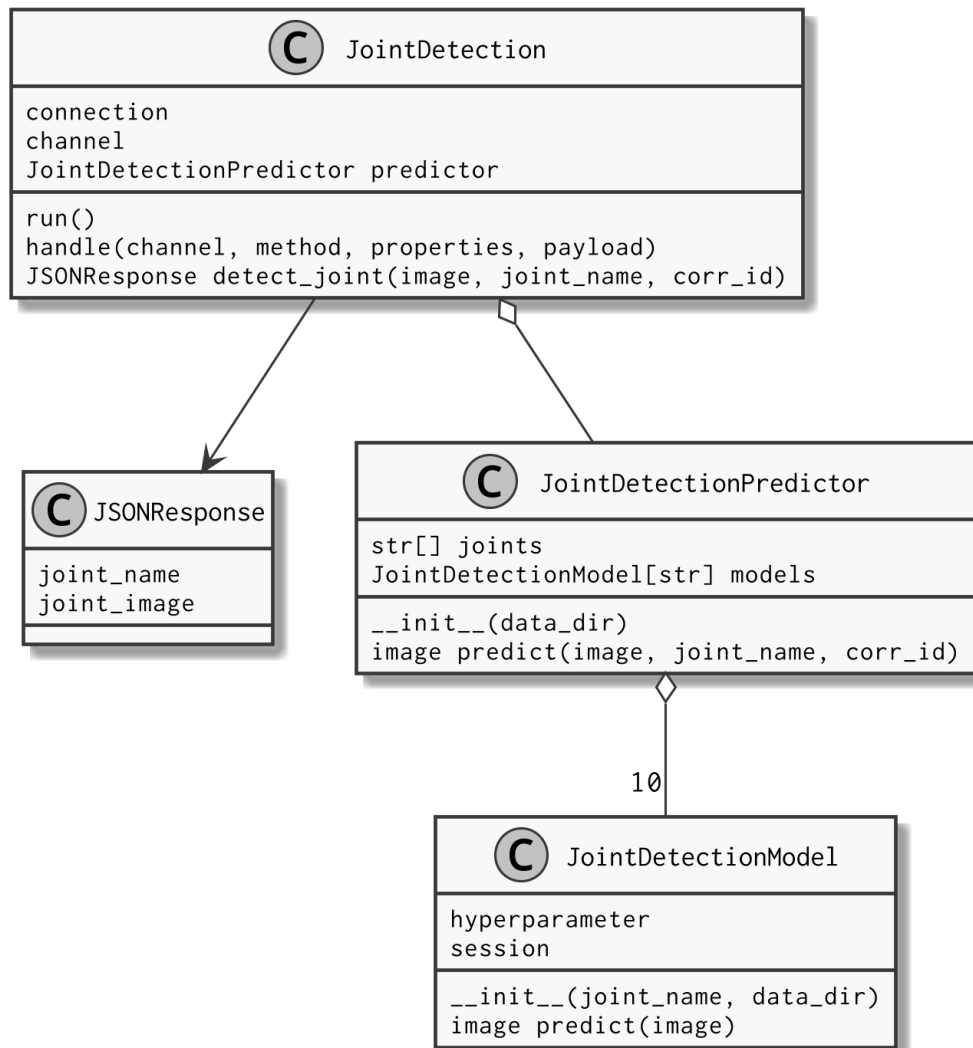 C JointDetection
connection
channel
JointDetectionPredictor predictor
run()
handle(channel, method, properties, payload)
JSONResponse detect_joint(image, joint_name, corr_id)
C JSONResponse
joint_name
joint_image
C JointDetectionPredictor
str[] joints
JointDetectionModel[str] models
__init__(data_dir)
image predict(image, joint_name, corr_id)
10
C JointDetectionModel
hyperparameter
session
__init__(joint_name, data_dir)
image predict(image)